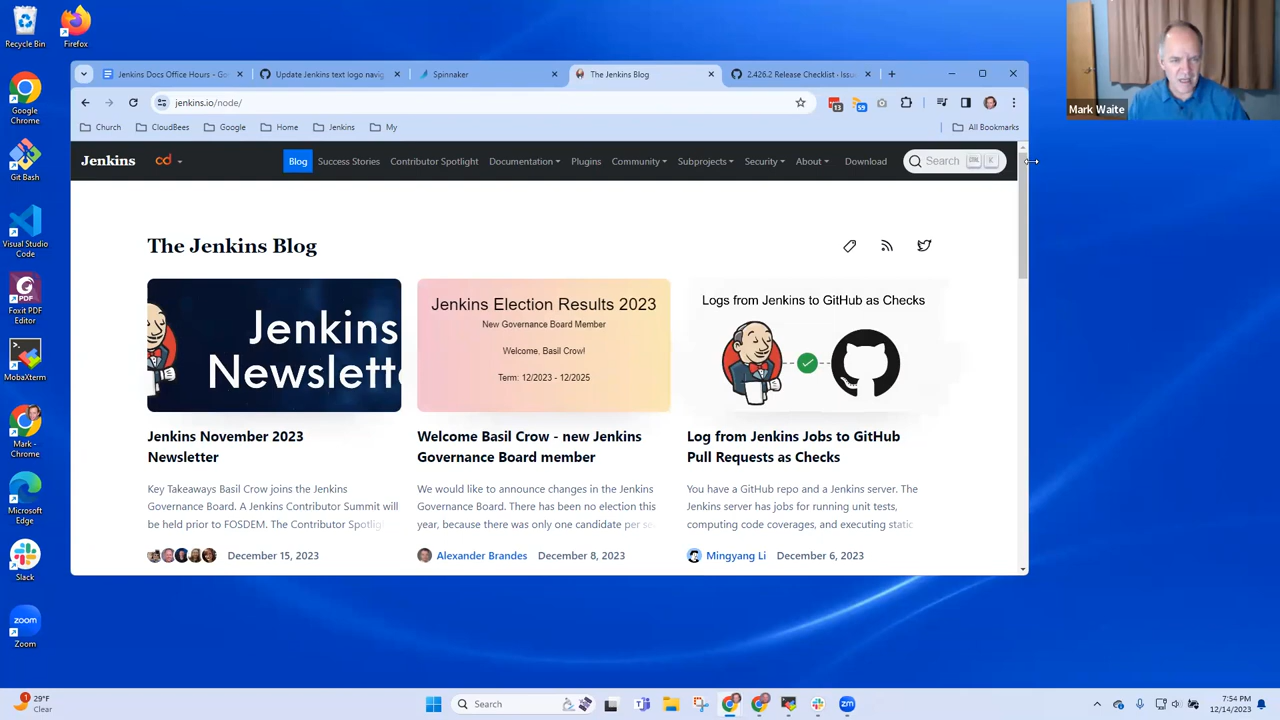 Recycle Bin
Firefox
Google Chrome
Git Bash
Visual Studio Code
Foxit PDF Editor
MobaXterm
Mark - Chrome
Microsoft Edge
Slack
zoom
Zoom
Mark Waite
Jenkins Docs Office Hours - Go
Update Jenkins text logo navig
Spinnaker
The Jenkins Blog
2.426.2 Release Checklist - Issu
jenkins.io/node/
13
59
Church
CloudBees
Google
Home
Jenkins
My
All Bookmarks
Jenkins
cd
Blog
Success Stories
Contributor Spotlight
Documentation
Plugins
Community
Subprojects
Security
About
Download
Search
CTRL
K
The Jenkins Blog
Jenkins
Newslett
Jenkins Election Results 2023
New Governance Board Member
Welcome, Basil Crow!
Term: 12/2023 - 12/2025
Logs from Jenkins to GitHub as Checks
Jenkins November 2023
Newsletter
Key Takeaways Basil Crow joins the Jenkins
Governance Board. A Jenkins Contributor Summit will
be held prior to FOSDEM. The Contributor Spotlig
December 15, 2023
Welcome Basil Crow - new Jenkins
Governance Board member
We would like to announce changes in the Jenkins
Governance Board. There has been no election this
year, because there was only one candidate per se
Alexander Brandes
December 8, 2023
Log from Jenkins Jobs to GitHub
Pull Requests as Checks
You have a GitHub repo and a Jenkins server. The
Jenkins server has jobs for running unit tests,
computing code coverages, and executing static
Mingyang Li
December 6, 2023
1
29°F
Clear
Search
7:54 PM
12/14/2023